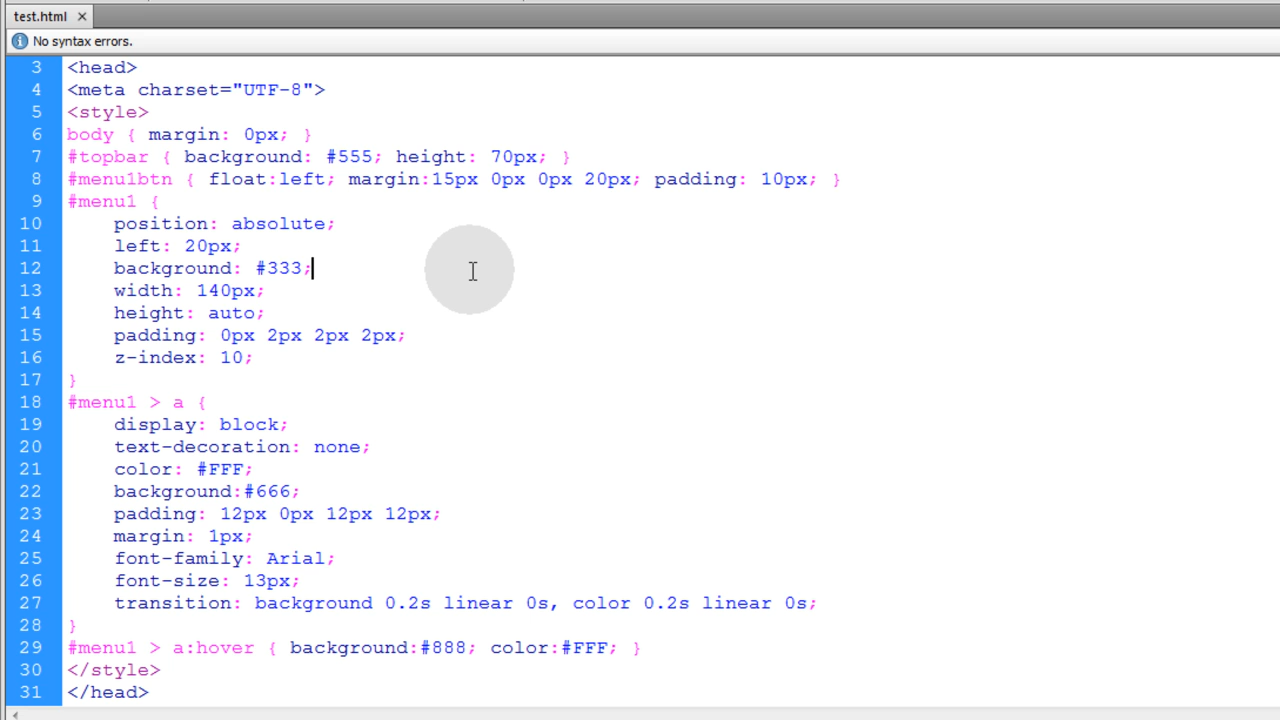 test.html ×
No syntax errors.
3 <head>
4 <meta charset="UTF-8">
5 <style>
6 body { margin: 0px; }
7 #topbar { background: #555; height: 70px; }
8 #menu1btn { float:left; margin:15px 0px 0px 20px; padding: 10px; }
9 #menu1 {
10 position: absolute;
11 left: 20px;
12 background: #333;
13 width: 140px;
14 height: auto;
15 padding: 0px 2px 2px 2px;
16 z-index: 10;
17 }
18 #menu1 > a {
19 display: block;
20 text-decoration: none;
21 color: #FFF;
22 background:#666;
23 padding: 12px 0px 12px 12px;
24 margin: 1px;
25 font-family: Arial;
26 font-size: 13px;
27 transition: background 0.2s linear 0s, color 0.2s linear 0s;
28 }
29 #menu1 > a:hover { background:#888; color:#FFF; }
30 </style>
31 </head>